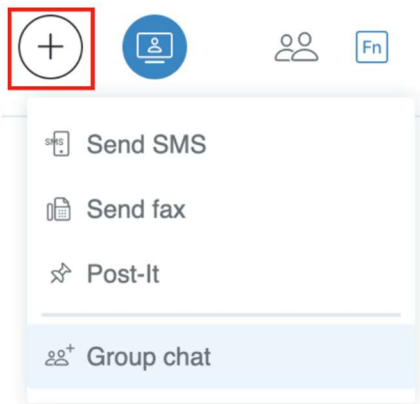 Fn
SMS
Send SMS
Send fax
Post-It
Group chat